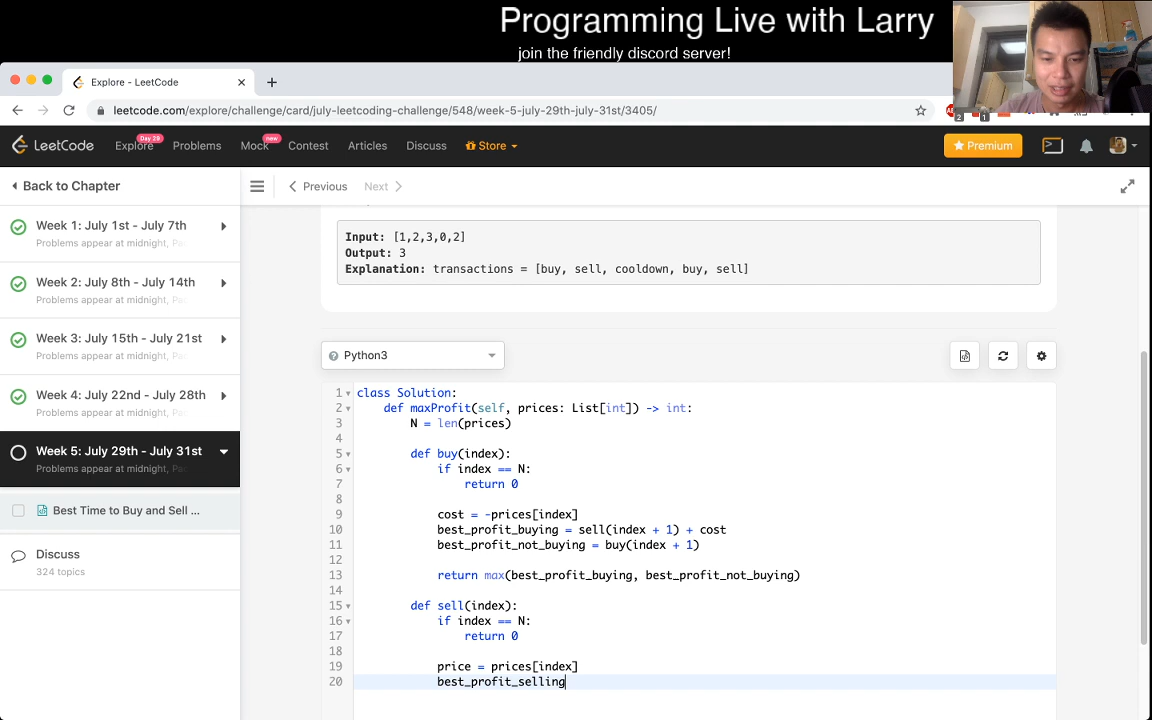 Programming Live with Larry
join the friendly discord server!
Explore - LeetCode
leetcode.com/explore/challenge/card/july-leetcoding-challenge/548/week-5-july-29th-july-31st/3405/
2
1
LeetCode
Explore
Day 29
Problems
Mock
new
Contest
Articles
Discuss
Store
Premium
Back to Chapter
Previous
Next
Week 1: July 1st - July 7th
Problems appear at midnight,
Week 2: July 8th - July 14th
Problems appear at midnight,
Week 3: July 15th - July 21st
Problems appear at midnight,
Week 4: July 22nd - July 28th
Problems appear at midnight,
Week 5: July 29th - July 31st
Problems appear at midnight,
Best Time to Buy and Sell ...
Discuss
324 topics
Input: [1,2,3,0,2]
Output: 3
Explanation: transactions = [buy, sell, cooldown, buy, sell]
Python3
1 class Solution:
2 def maxProfit(self, prices: List[int]) -> int:
3 N = len(prices)
4
5 def buy(index):
6 if index == N:
7 return 0
8
9 cost = -prices[index]
10 best_profit_buying = sell(index + 1) + cost
11 best_profit_not_buying = buy(index + 1)
12
13 return max(best_profit_buying, best_profit_not_buying)
14
15 def sell(index):
16 if index == N:
17 return 0
18
19 price = prices[index]
20 best_profit_selling